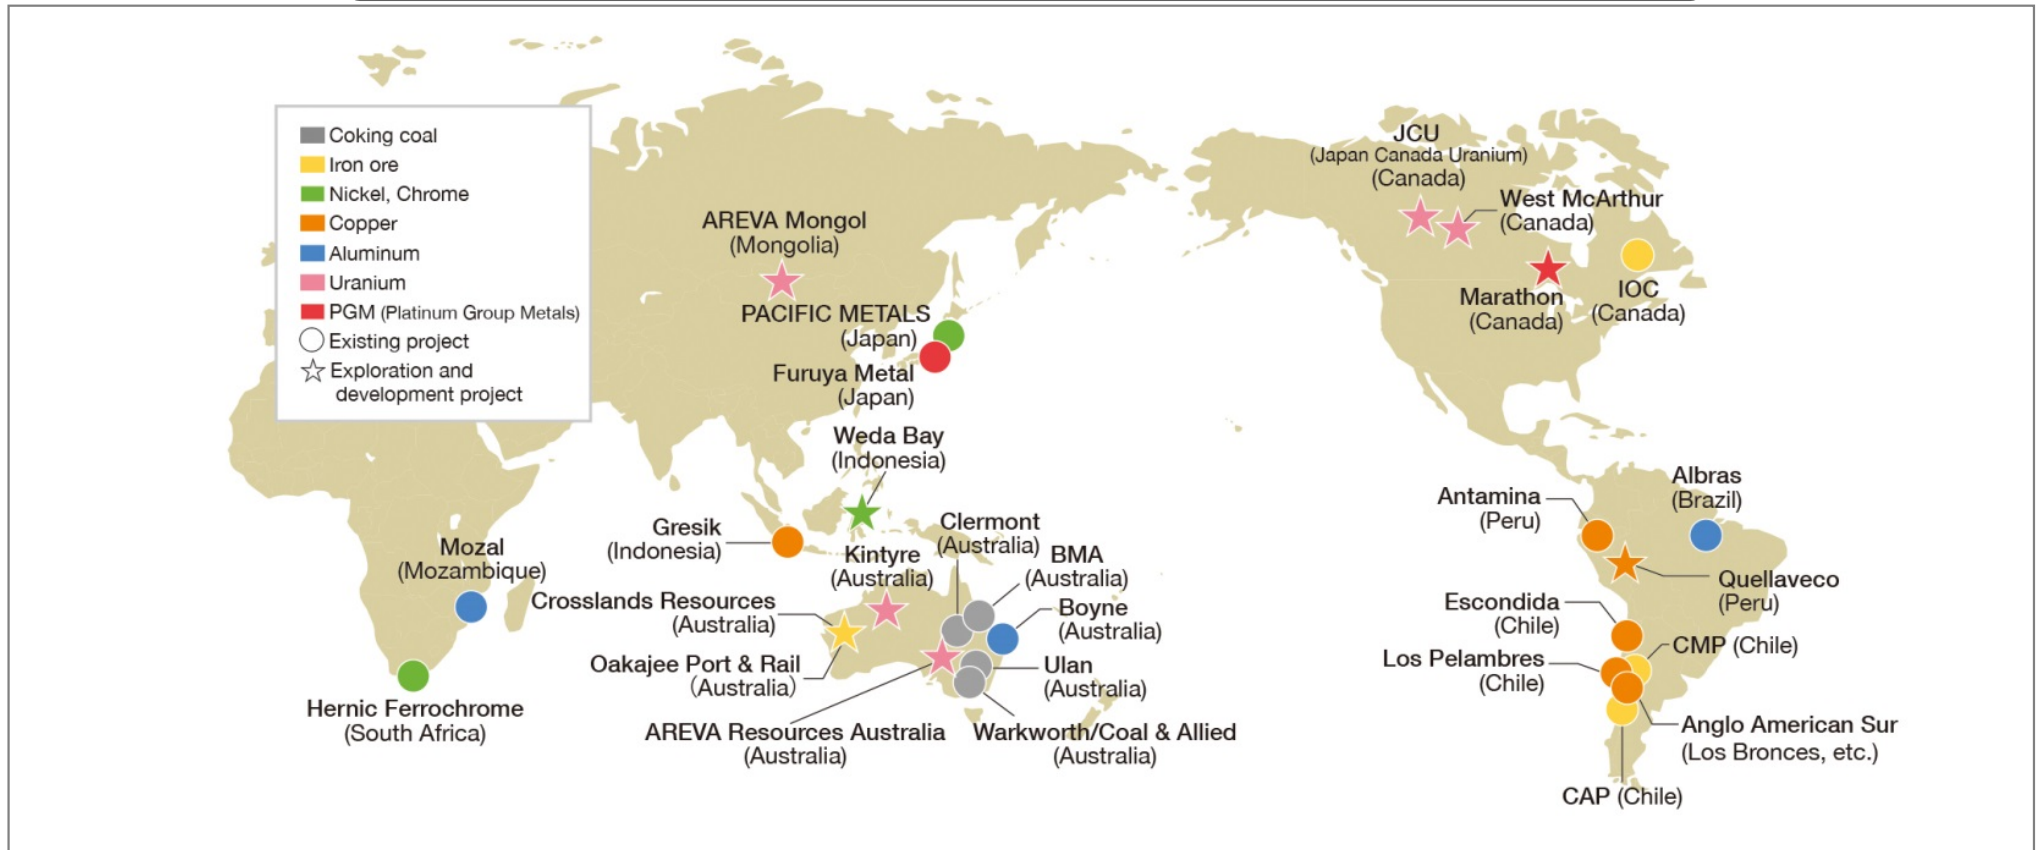 Coking coal
Iron ore
Nickel, Chrome
Copper
Aluminum
Uranium
PGM (Platinum Group Metals)
Existing project
Exploration and
development project
AREVA Mongol
(Mongolia)
PACIFIC METALS
(Japan)
Furuya Metal
(Japan)
Weda Bay
(Indonesia)
Gresik
(Indonesia)
Clermont
(Australia)
Kintyre
(Australia)
BMA
(Australia)
Mozal
(Mozambique)
Crosslands Resources
(Australia)
Boyne
(Australia)
Oakajee Port & Rail
(Australia)
Ulan
(Australia)
Hernic Ferrochrome
(South Africa)
AREVA Resources Australia
(Australia)
Warkworth/Coal & Allied
(Australia)
JCU
(Japan Canada Uranium)
(Canada)
West McArthur
(Canada)
Marathon
(Canada)
IOC
(Canada)
Albras
(Brazil)
Antamina
(Peru)
Quellaveco
(Peru)
Escondida
(Chile)
CMP (Chile)
Los Pelambres
(Chile)
Anglo American Sur
(Los Bronces, etc.)
CAP (Chile)